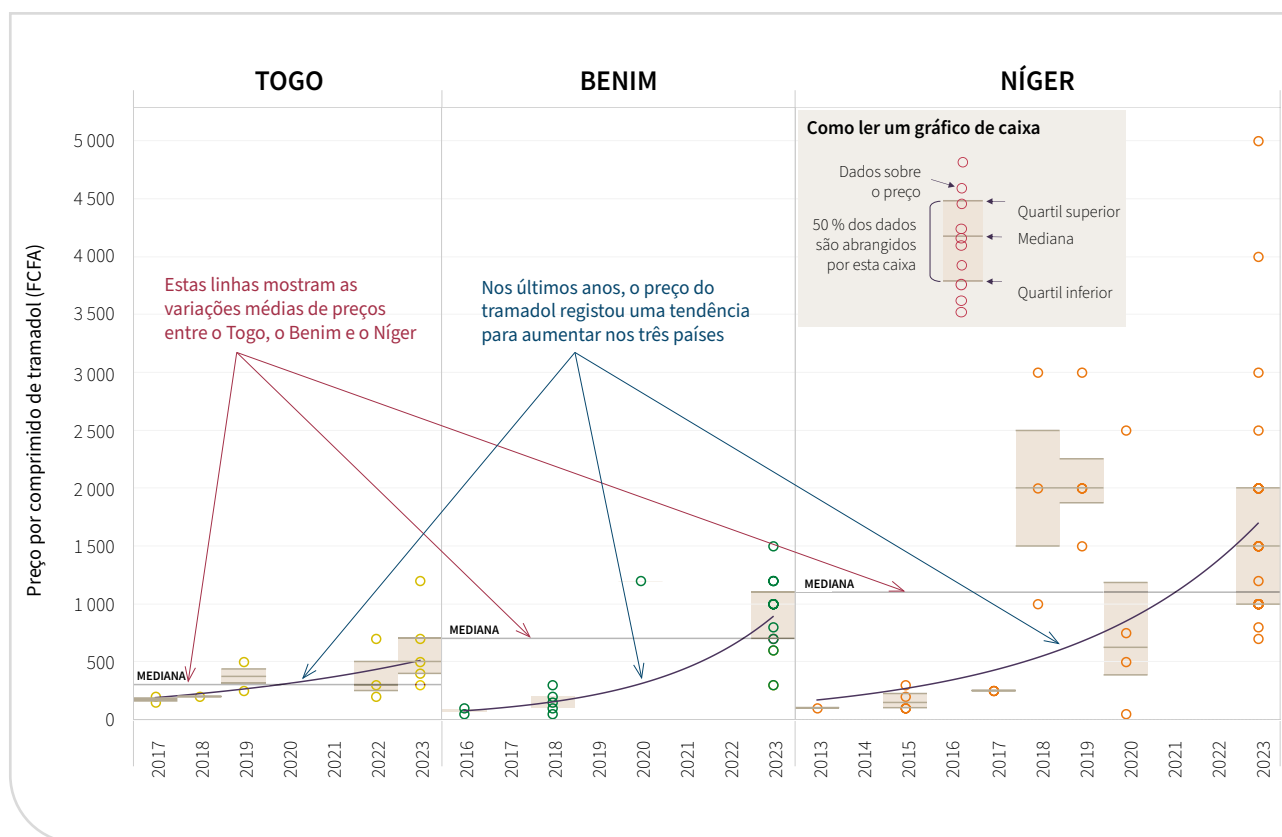 TOGO
BENIM
NÍGER
Preço por comprimido de tramadol (FCFA)
5 000
4 500
4 000
3 500
3 000
2 500
2 000
1 500
1 000
500
0
Estas linhas mostram as
variações médias de preços
entre o Togo, o Benim e o Níger
Nos últimos anos, o preço do
tramadol registou uma tendência
para aumentar nos três países
Como ler um gráfico de caixa
Dados sobre
o preço
50 % dos dados
são abrangidos
por esta caixa
Quartil superior
Mediana
Quartil inferior
MEDIANA
MEDIANA
MEDIANA
2017
2018
2019
2020
2021
2022
2023
2016
2017
2018
2019
2020
2021
2022
2023
2013
2014
2015
2016
2017
2018
2019
2020
2021
2022
2023